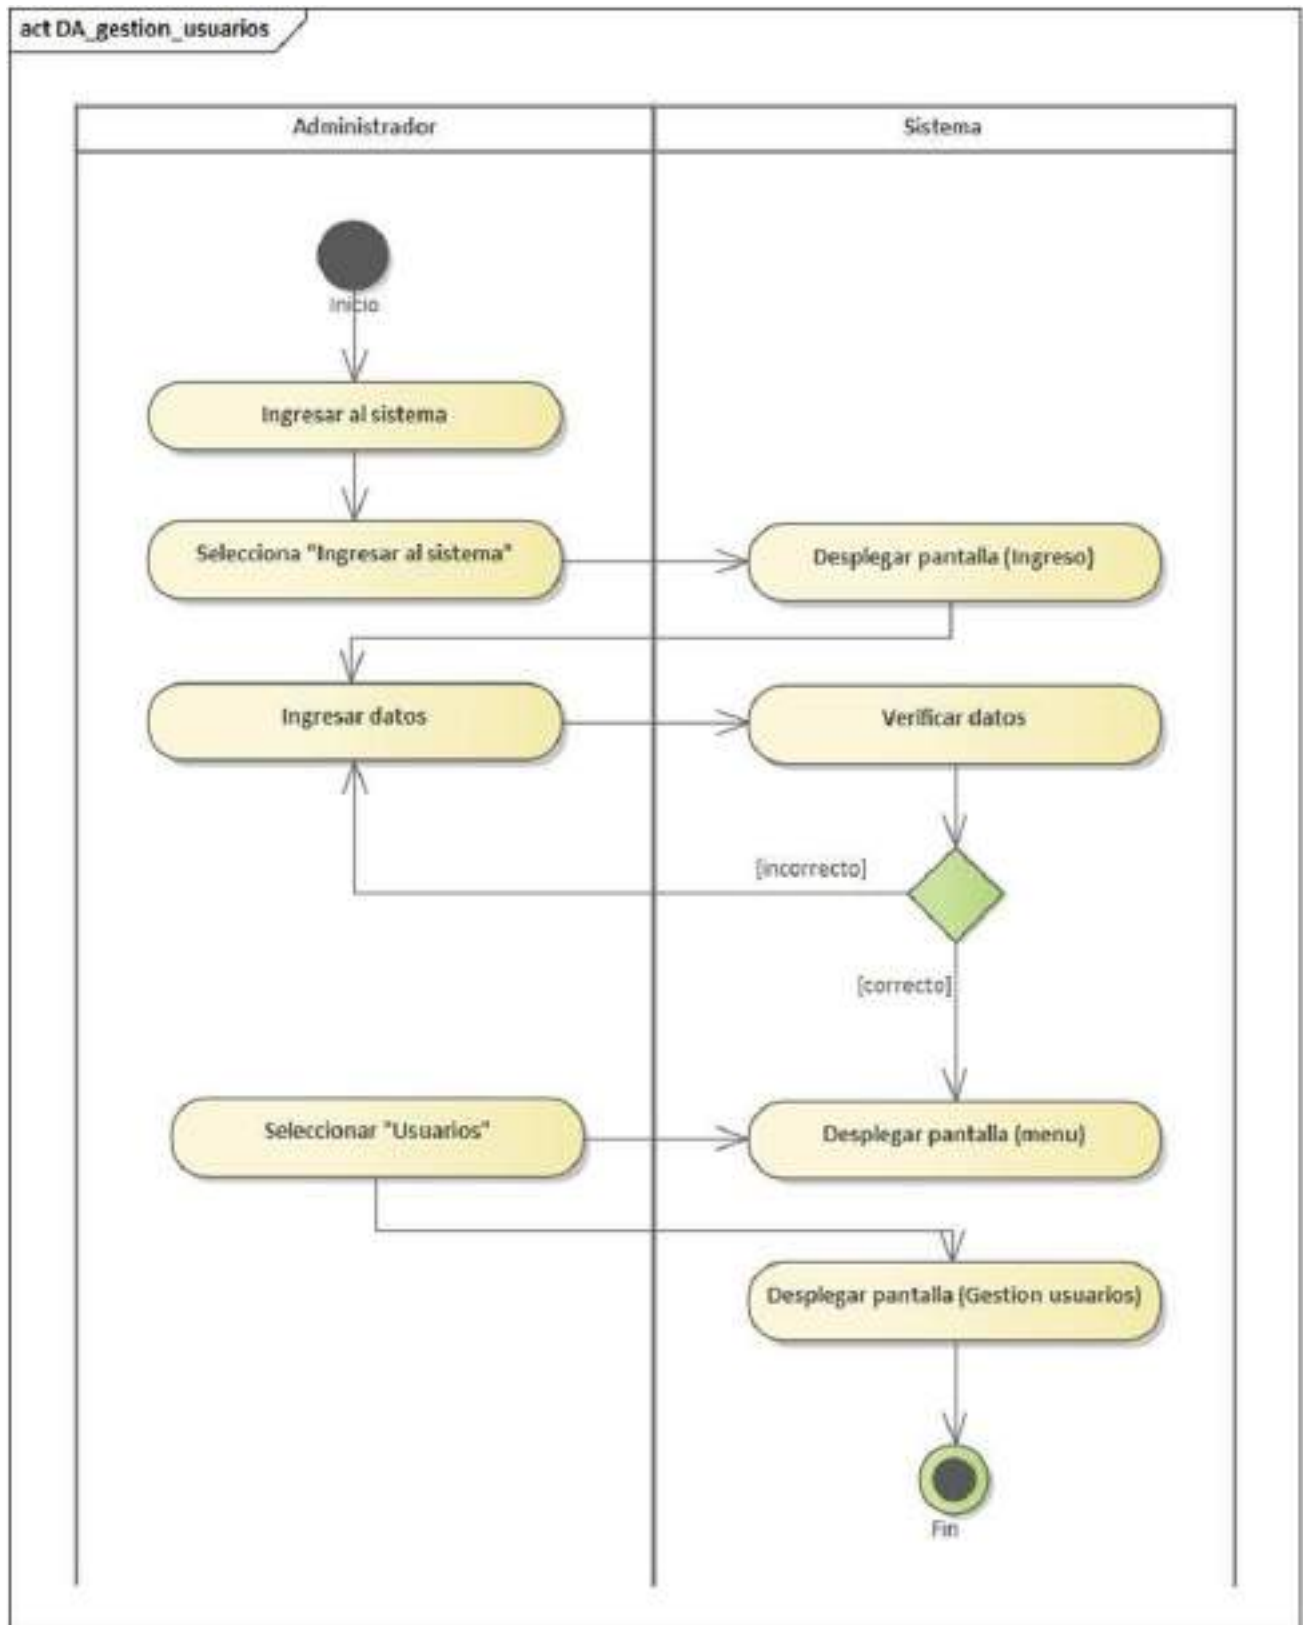 act DA_gestion_usuarios
Administrador
Sistema
Inicio
Ingresar al sistema
Selecciona "Ingresar al sistema"
Desplegar pantalla (Ingreso)
Ingresar datos
Verificar datos
[incorrecto]
[correcto]
Seleccionar "Usuarios"
Desplegar pantalla (menu)
Desplegar pantalla (Gestion usuarios)
Fin